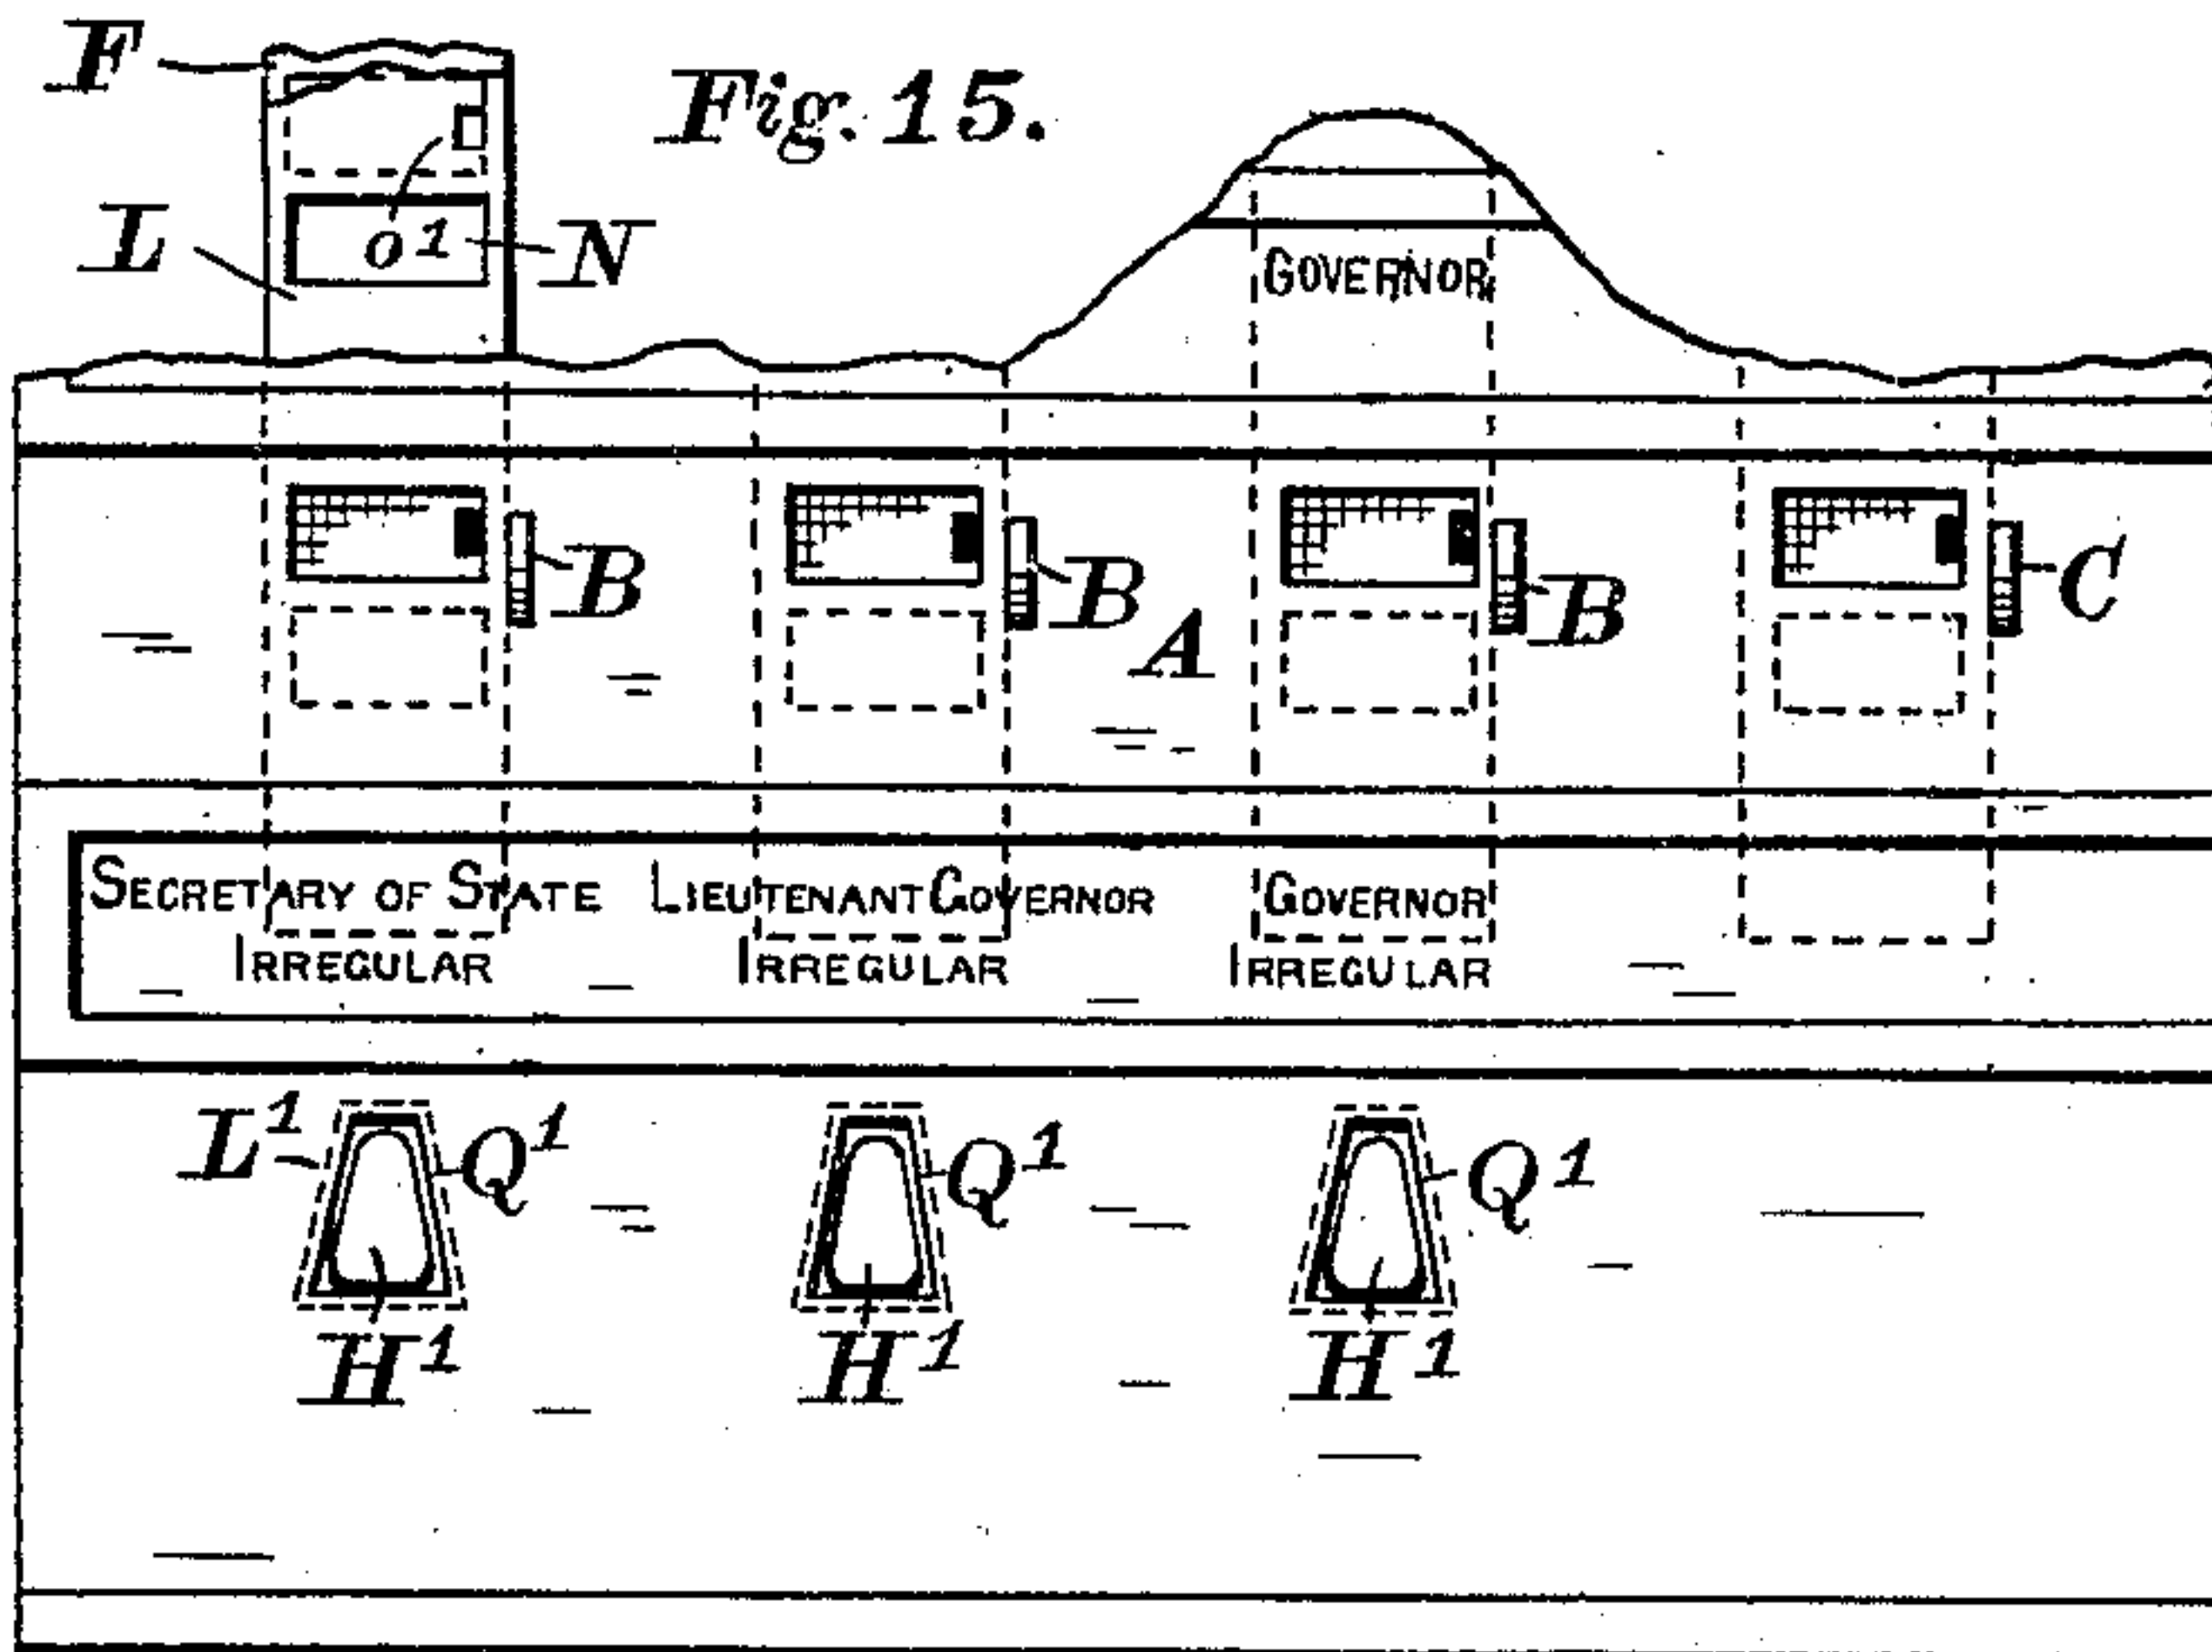 F
Fig. 15.
L
o1
N
GOVERNOR
B
B
A
B
C
SECRETARY OF STATE LIEUTENANT GOVERNOR GOVERNOR
IRREGULAR IRREGULAR IRREGULAR
L1 Q1 Q1 Q1
H1 H1 H1